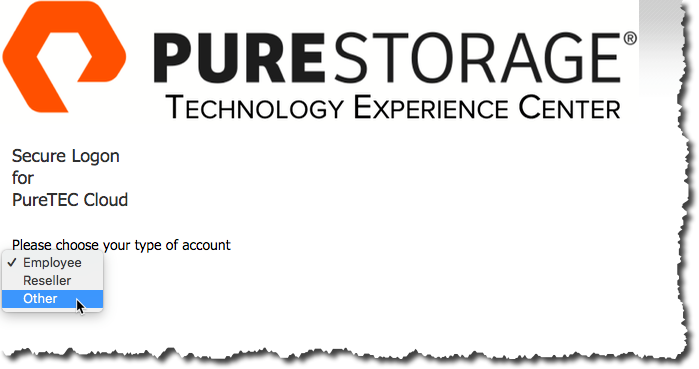 PURESTORAGE®
TECHNOLOGY EXPERIENCE CENTER
Secure Logon
for
PureTEC Cloud
Please choose your type of account
✓ Employee
Reseller
Other